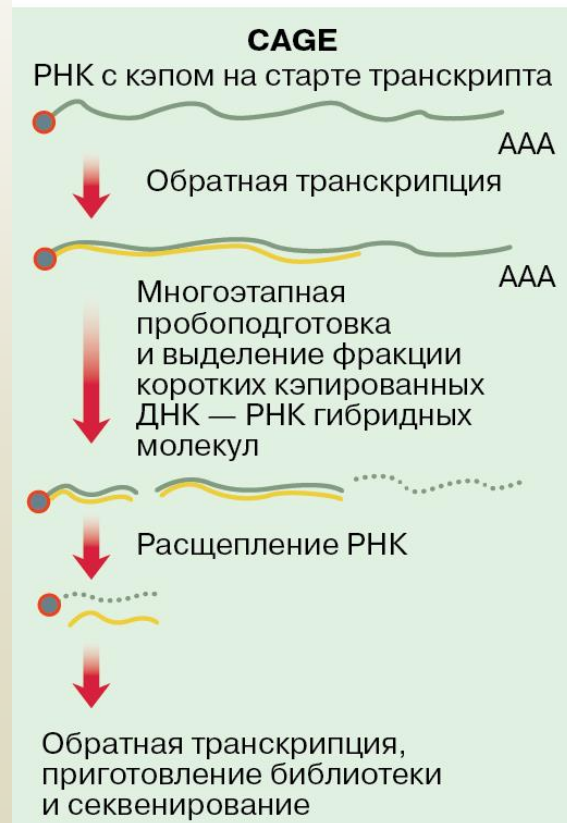 CAGE
РНК с кэпом на старте транскрипта
ААА
Обратная транскрипция
ААА
Многоэтапная
пробоподготовка
и выделение фракции
коротких кэпированных
ДНК — РНК гибридных
молекул
Расщепление РНК
Обратная транскрипция,
приготовление библиотеки
и секвенирование